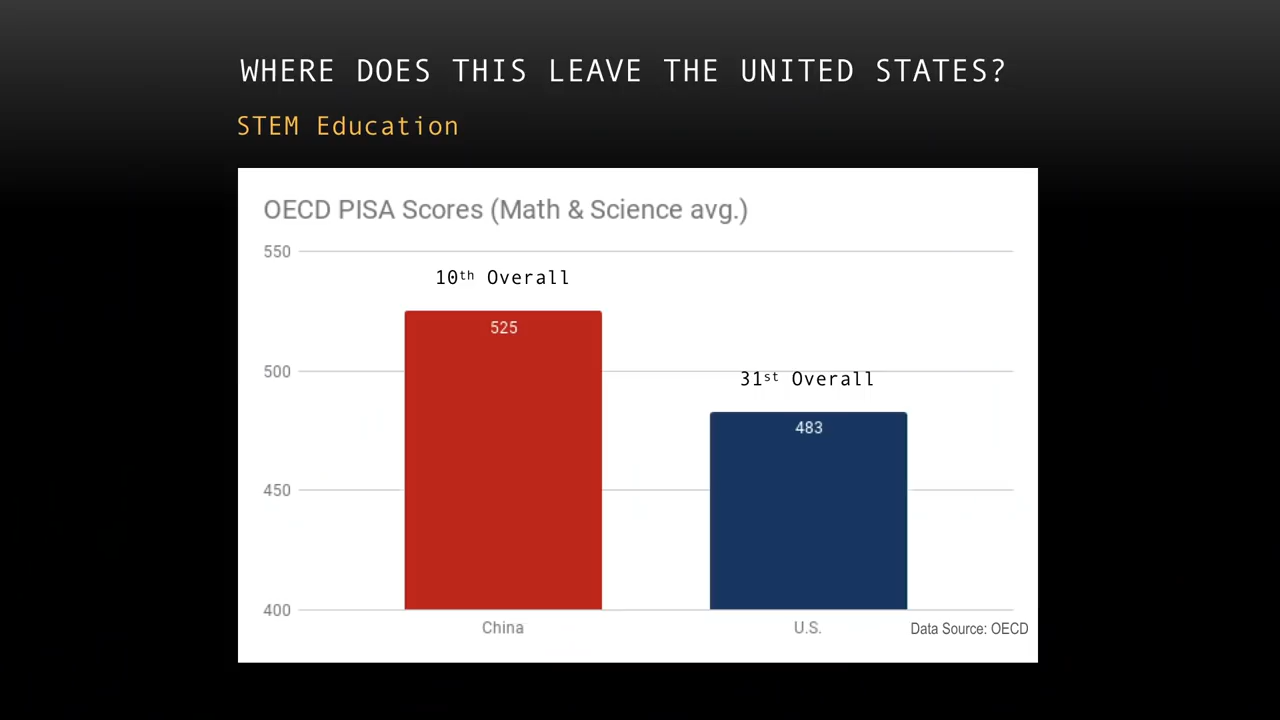 WHERE DOES THIS LEAVE THE UNITED STATES?
STEM Education
OECD PISA Scores (Math & Science avg.)
550
10th Overall
525
500
31st Overall
483
450
400
China
U.S.
Data Source: OECD